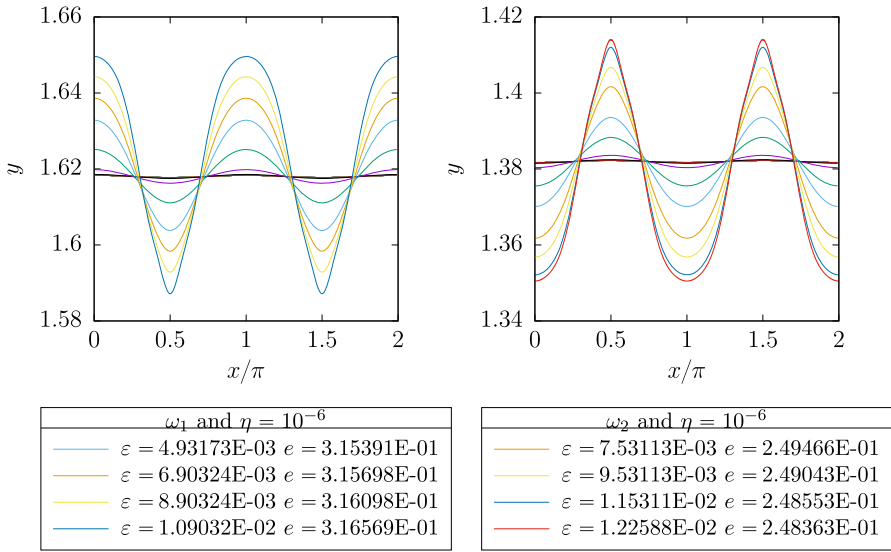 1.66
1.64
1.62
1.6
1.58
y
0 0.5 1 1.5 2
x/π
1.42
1.4
1.38
1.36
1.34
y
0 0.5 1 1.5 2
x/π
ω₁ and η = 10⁻⁶
ε = 4.93173E-03 e = 3.15391E-01
ε = 6.90324E-03 e = 3.15698E-01
ε = 8.90324E-03 e = 3.16098E-01
ε = 1.09032E-02 e = 3.16569E-01
ω₂ and η = 10⁻⁶
ε = 7.53113E-03 e = 2.49466E-01
ε = 9.53113E-03 e = 2.49043E-01
ε = 1.15311E-02 e = 2.48553E-01
ε = 1.22588E-02 e = 2.48363E-01